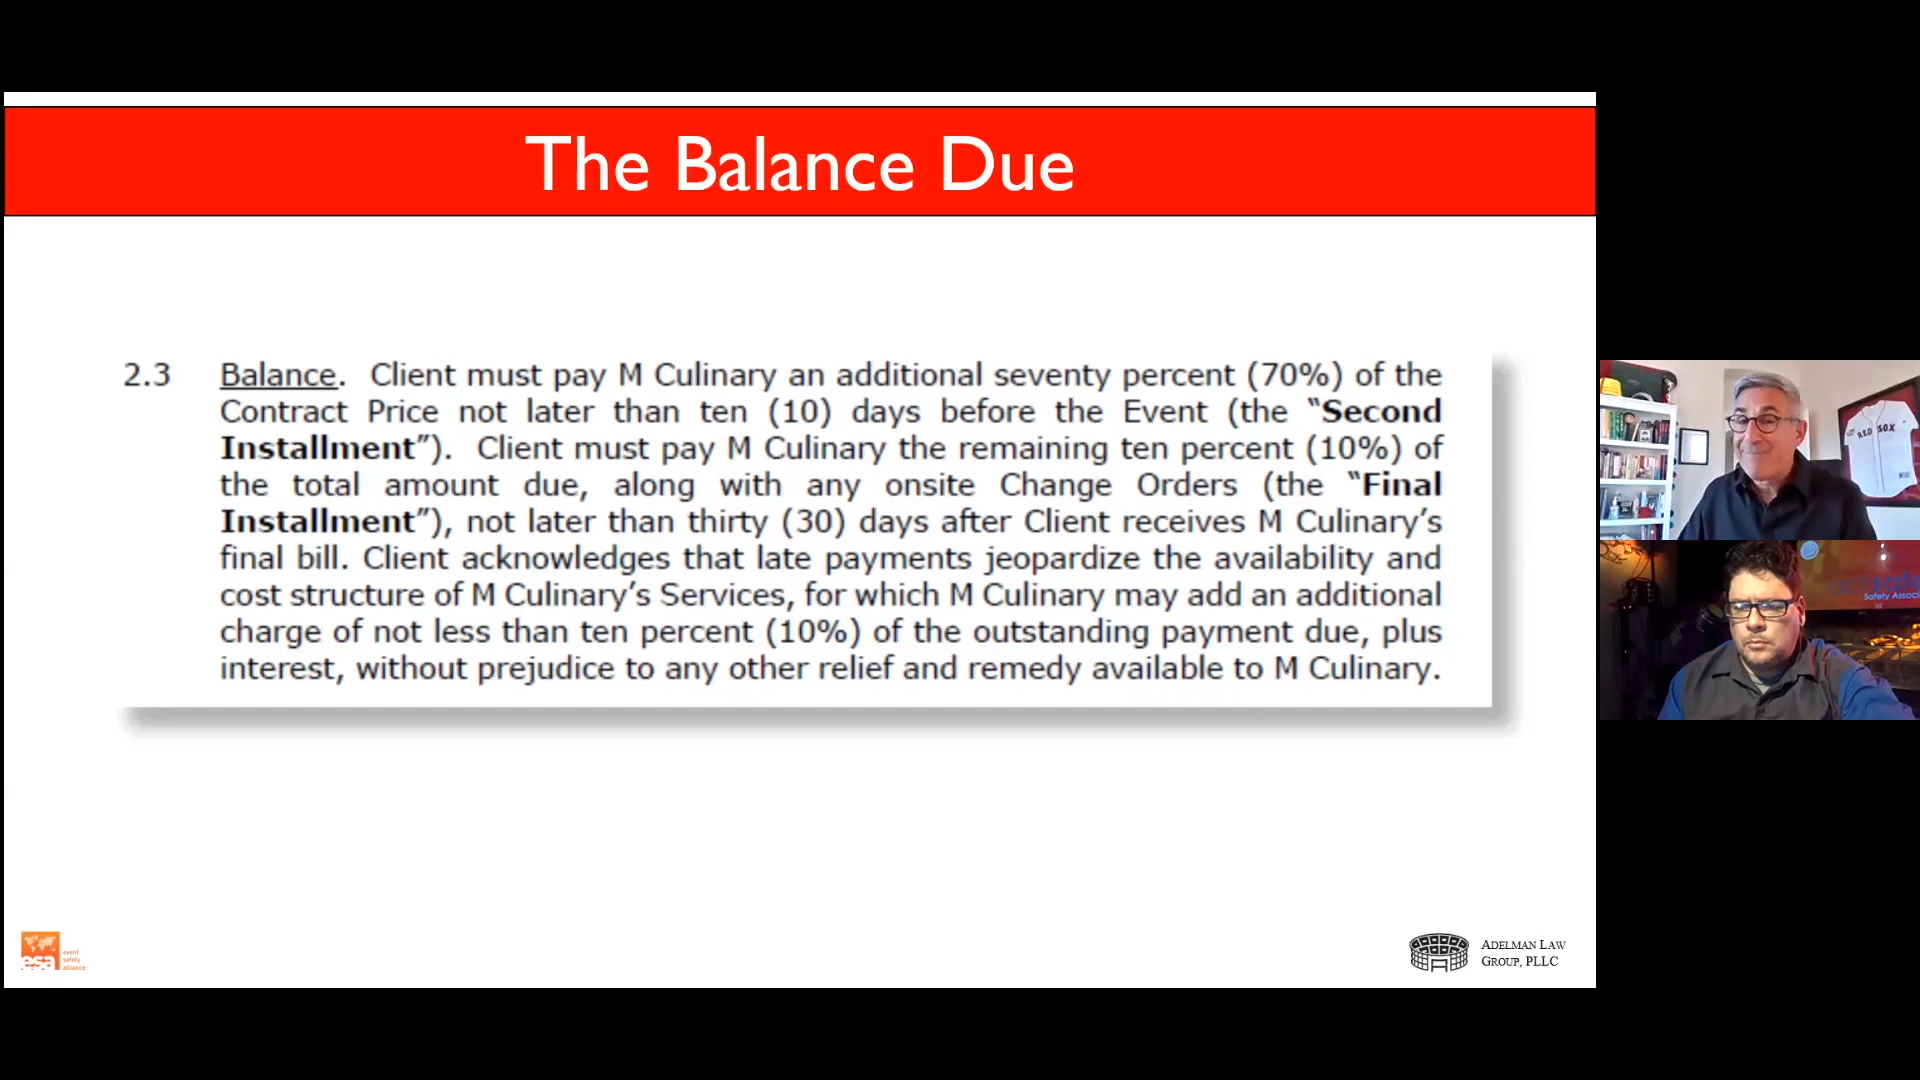 The Balance Due
2.3 Balance. Client must pay M Culinary an additional seventy percent (70%) of the
Contract Price not later than ten (10) days before the Event (the “Second
Installment”). Client must pay M Culinary the remaining ten percent (10%) of
the total amount due, along with any onsite Change Orders (the “Final
Installment”), not later than thirty (30) days after Client receives M Culinary’s
final bill. Client acknowledges that late payments jeopardize the availability and
cost structure of M Culinary’s Services, for which M Culinary may add an additional
charge of not less than ten percent (10%) of the outstanding payment due, plus
interest, without prejudice to any other relief and remedy available to M Culinary.
esa
event
safety
alliance
ADELMAN LAW
GROUP, PLLC
RED SOX
Safety